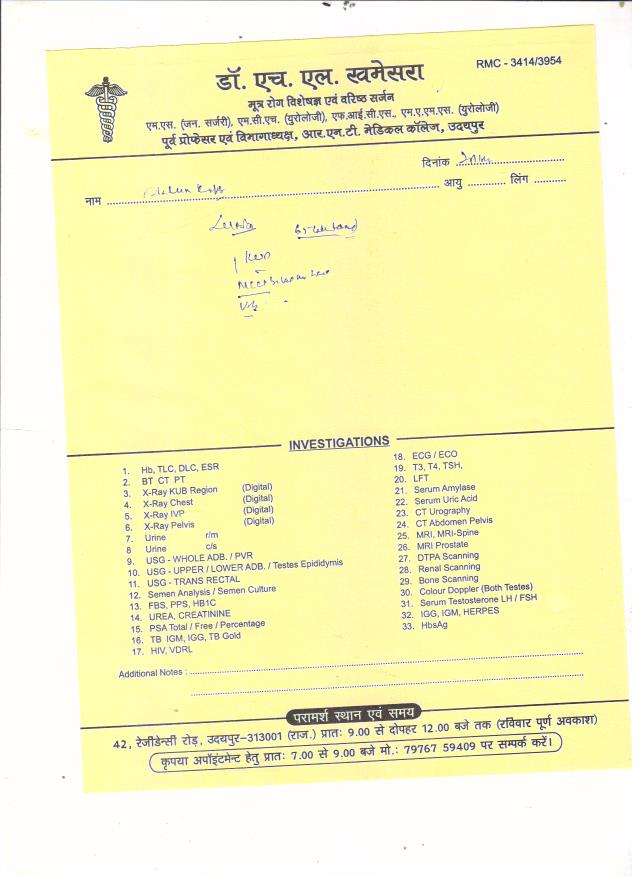 डॉ. एच. एल. खमेसरा
RMC - 3414/3954
मूत्र रोग विशेषज्ञ एवं वरिष्ठ सर्जन
एम.एस. (जन. सर्जरी), एम.सी.एच. (यूरोलोजी), एफ.आई.सी.एस., एम.ए.एम.एस. (यूरोलोजी)
पूर्व प्रोफेसर एवं विभागाध्यक्ष, आर.एन.टी. मेडिकल कॉलेज, उदयपुर
दिनांक
नाम आयु लिंग
INVESTIGATIONS
1. Hb, TLC, DLC, ESR
2. BT CT PT
3. X-Ray KUB Region (Digital)
4. X-Ray Chest (Digital)
5. X-Ray IVP (Digital)
6. X-Ray Pelvis (Digital)
7. Urine r/m
8 Urine c/s
9. USG - WHOLE ADB. / PVR
10. USG - UPPER / LOWER ADB. / Testes Epididymis
11. USG - TRANS RECTAL
12. Semen Analysis / Semen Culture
13. FBS, PPS, HB1C
14. UREA, CREATININE
15. PSA Total / Free / Percentage
16. TB IGM, IGG, TB Gold
17. HIV, VDRL
18. ECG / ECO
19. T3, T4, TSH,
20. LFT
21. Serum Amylase
22. Serum Uric Acid
23. CT Urography
24. CT Abdomen Pelvis
25. MRI, MRI-Spine
26. MRI Prostate
27. DTPA Scanning
28. Renal Scanning
29. Bone Scanning
30. Colour Doppler (Both Testes)
31. Serum Testosterone LH / FSH
32. IGG, IGM, HERPES
33. HbsAg
Additional Notes :
परामर्श स्थान एवं समय
42, रेजीडेन्सी रोड़, उदयपुर-313001 (राज.) प्रातः 9.00 से दोपहर 12.00 बजे तक (रविवार पूर्ण अवकाश)
कृपया अपॉइंटमेन्ट हेतु प्रातः 7.00 से 9.00 बजे मो.: 79767 59409 पर सम्पर्क करें।